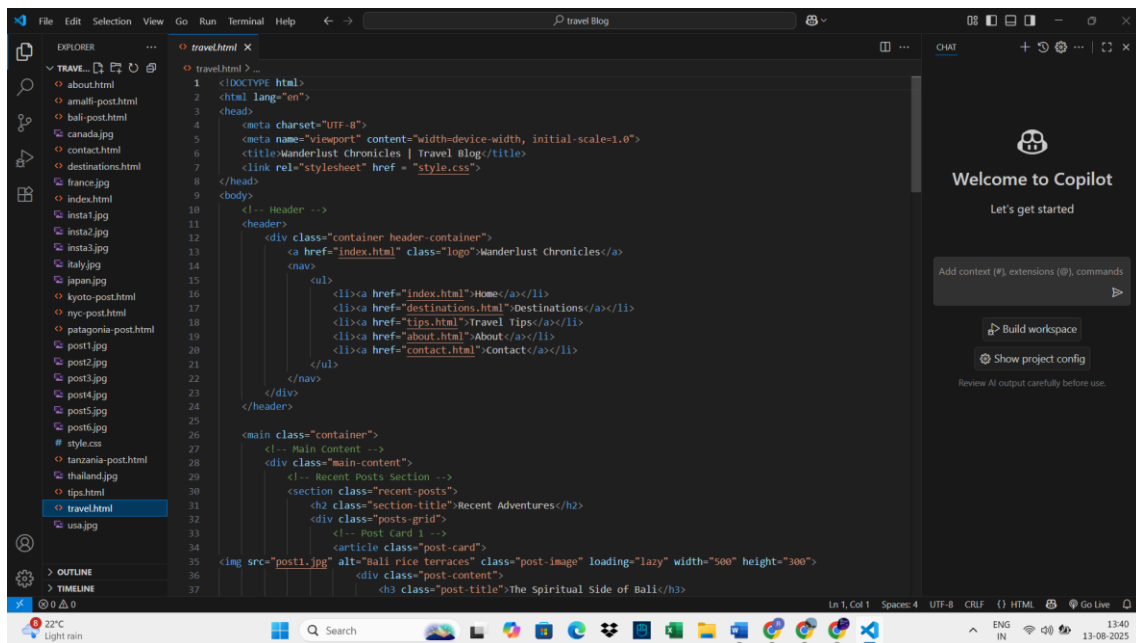 File Edit Selection View Go Run Terminal Help
travel Blog
EXPLORER
TRAVE...
about.html
amalfi-post.html
bali-post.html
canada.jpg
contact.html
destinations.html
france.jpg
index.html
insta1.jpg
insta2.jpg
insta3.jpg
italy.jpg
japan.jpg
kyoto-post.html
nyc-post.html
patagonia-post.html
post1.jpg
post2.jpg
post3.jpg
post4.jpg
post5.jpg
post6.jpg
# style.css
tanzania-post.html
thailand.jpg
tips.html
travel.html
usa.jpg
OUTLINE
TIMELINE
travel.html
travel.html > ...
1 <!DOCTYPE html>
2 <html lang="en">
3 <head>
4 <meta charset="UTF-8">
5 <meta name="viewport" content="width=device-width, initial-scale=1.0">
6 <title>Wanderlust Chronicles | Travel Blog</title>
7 <link rel="stylesheet" href = "style.css">
8 </head>
9 <body>
10 <!-- Header -->
11 <header>
12 <div class="container header-container">
13 <a href="index.html" class="logo">Wanderlust Chronicles</a>
14 <nav>
15 <ul>
16 <li><a href="index.html">Home</a></li>
17 <li><a href="destinations.html">Destinations</a></li>
18 <li><a href="tips.html">Travel Tips</a></li>
19 <li><a href="about.html">About</a></li>
20 <li><a href="contact.html">Contact</a></li>
21 </ul>
22 </nav>
23 </div>
24 </header>
25
26 <main class="container">
27 <!-- Main Content -->
28 <div class="main-content">
29 <!-- Recent Posts Section -->
30 <section class="recent-posts">
31 <h2 class="section-title">Recent Adventures</h2>
32 <div class="posts-grid">
33 <!-- Post Card 1 -->
34 <article class="post-card">
35 <img src="post1.jpg" alt="Bali rice terraces" class="post-image" loading="lazy" width="500" height="300">
36 <div class="post-content">
37 <h3 class="post-title">The Spiritual Side of Bali</h3>
CHAT
Welcome to Copilot
Let's get started
Add context (#), extensions (@), commands
Build workspace
Show project config
Review AI output carefully before use.
0 0
Ln 1, Col 1 Spaces: 4 UTF-8 CRLF {} HTML Go Live
8
22°C
Light rain
Search
ENG
IN
13:40
13-08-2025